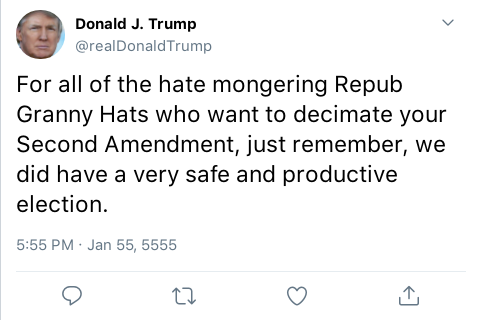 Donald J. Trump
@realDonaldTrump
For all of the hate mongering Repub
Granny Hats who want to decimate your
Second Amendment, just remember, we
did have a very safe and productive
election.
5:55 PM · Jan 55, 5555